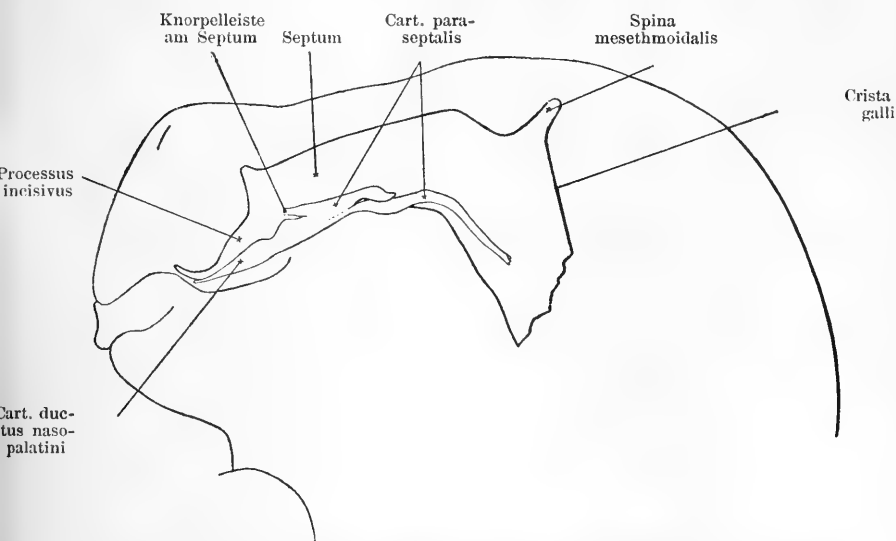 Knorpelleiste
am Septum
Septum
Cart. para-
septalis
Spina
mesethmoidalis
Crista
galli
Processus
incisivus
Cart. duc-
tus naso-
palatini